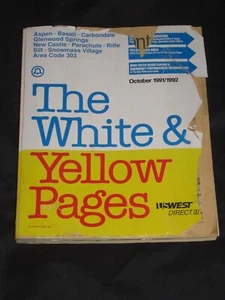 Aspen · Basalt · Carbondale
Glenwood Springs
New Castle · Parachute · Rifle
Silt · Snowmass Village
Area Code 303
October 1991/1992
The
White &
Yellow
Pages
USWEST
DIRECT